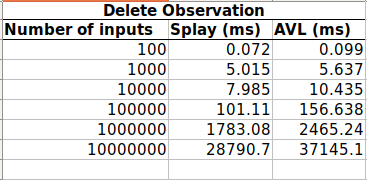 Delete Observation
Number of inputs Splay (ms) AVL (ms)
100 0.072 0.099
1000 5.015 5.637
10000 7.985 10.435
100000 101.11 156.638
1000000 1783.08 2465.24
10000000 28790.7 37145.1